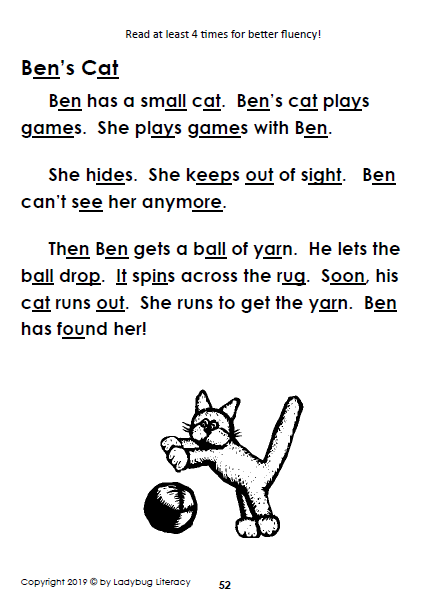 Read at least 4 times for better fluency!
Ben's Cat
Ben has a small cat. Ben's cat plays
games. She plays games with Ben.
She hides. She keeps out of sight. Ben
can't see her anymore.
Then Ben gets a ball of yarn. He lets the
ball drop. It spins across the rug. Soon, his
cat runs out. She runs to get the yarn. Ben
has found her!
Copyright 2019 © by Ladybug Literacy
52